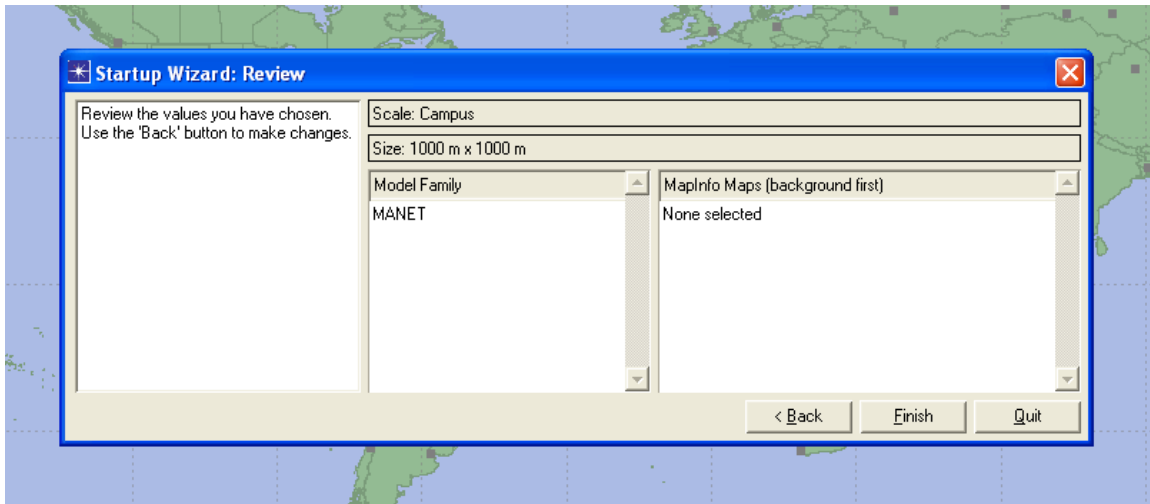 Startup Wizard: Review
Review the values you have chosen.
Use the 'Back' button to make changes.
Scale: Campus
Size: 1000 m x 1000 m
Model Family
MANET
MapInfo Maps (background first)
None selected
< Back
Finish
Quit